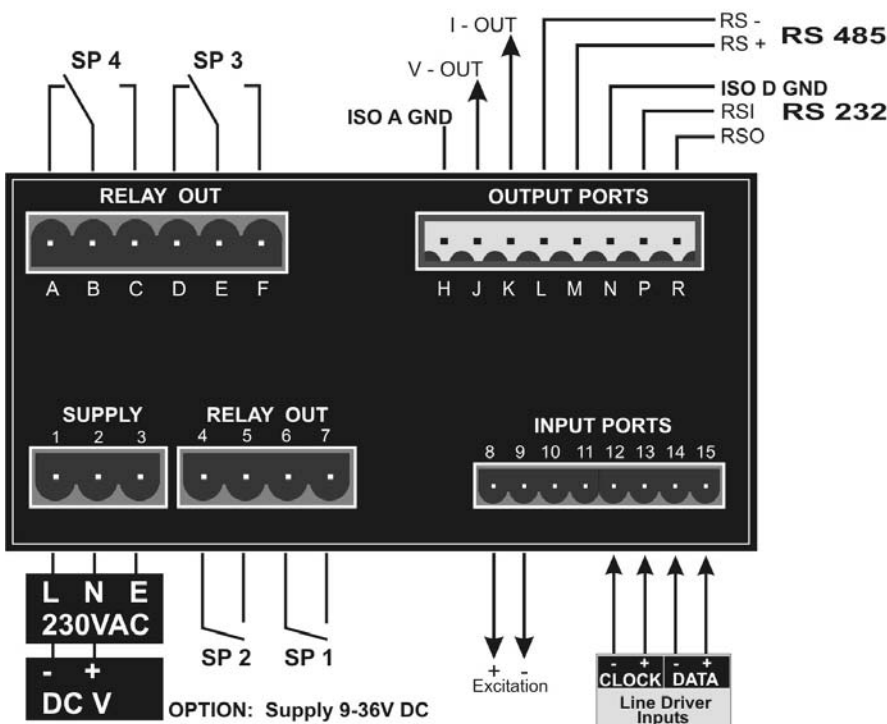 I - OUT
RS -
RS + RS 485
SP 4 SP 3
V - OUT
ISO A GND
ISO D GND
RSI RS 232
RSO
RELAY OUT
OUTPUT PORTS
A B C D E F
H J K L M N P R
SUPPLY
1 2 3
RELAY OUT
4 5 6 7
INPUT PORTS
8 9 10 11 12 13 14 15
L N E
230VAC
- +
DC V
SP 2 SP 1
OPTION: Supply 9-36V DC
+ -
Excitation
- + - +
CLOCK DATA
Line Driver
Inputs